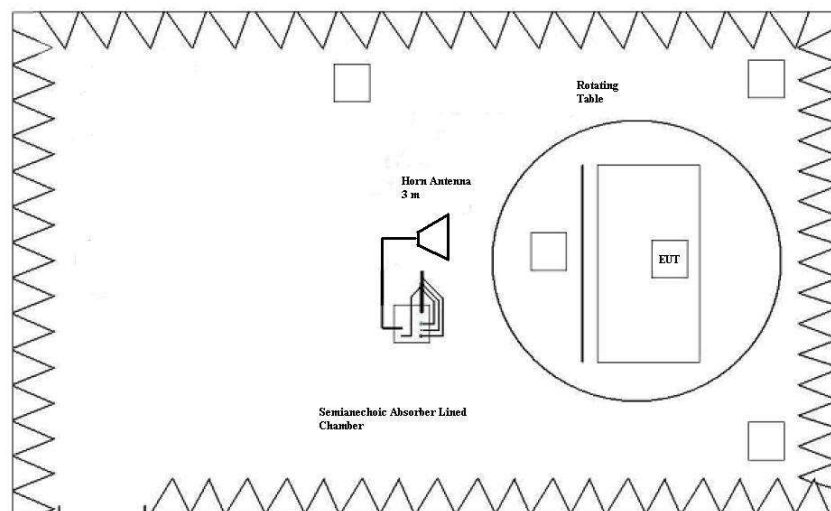 Rotating
Table
Horn Antenna
3 m
EUT
Semianechoic Absorber Lined
Chamber